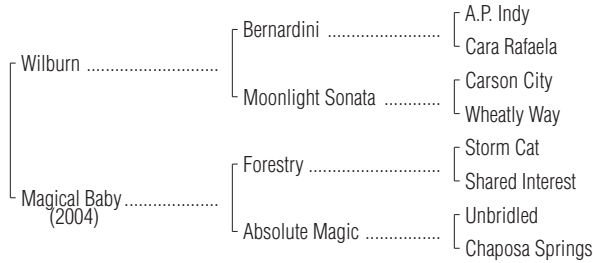 A.P. Indy
Bernardini ......................
Cara Rafaela
Wilburn .........................
Carson City
Moonlight Sonata ............
Wheatly Way
Storm Cat
Forestry ..........................
Shared Interest
Magical Baby......................
(2004)
Unbridled
Absolute Magic ................
Chaposa Springs